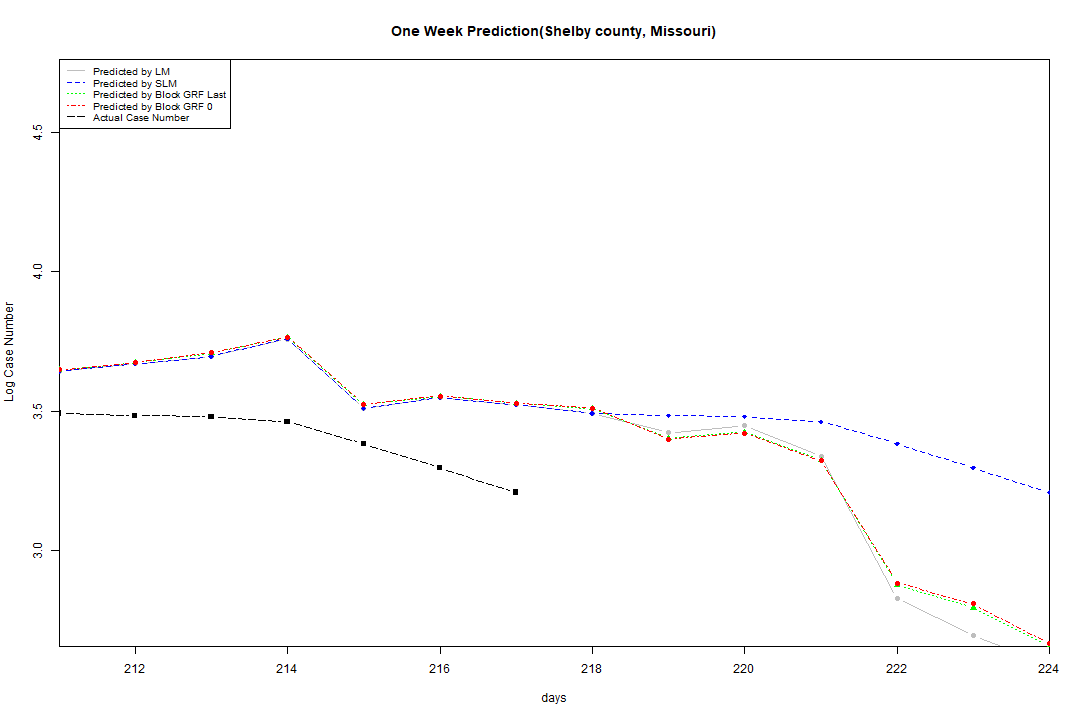 One Week Prediction(Shelby county, Missouri)
Predicted by LM
Predicted by SLM
Predicted by Block GRF Last
Predicted by Block GRF 0
Actual Case Number
4.5
4.0
3.5
3.0
Log Case Number
212 214 216 218 220 222 224
days